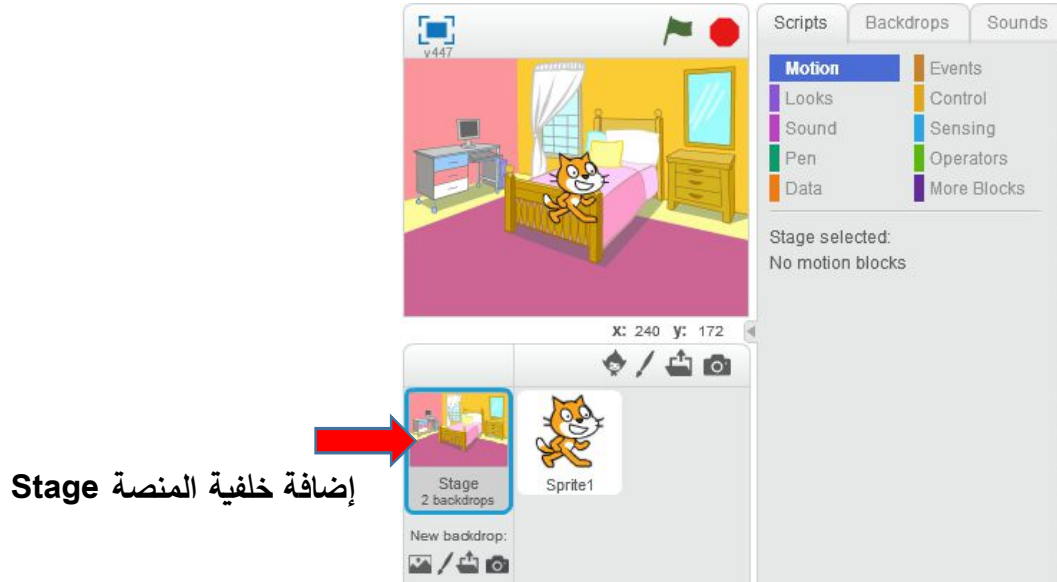 v447
Scripts Backdrops Sounds
Motion Events
Looks Control
Sound Sensing
Pen Operators
Data More Blocks
Stage selected:
No motion blocks
x: 240 y: 172
إضافة خلفية المنصة Stage
Stage
2 backdrops
Sprite1
New backdrop: